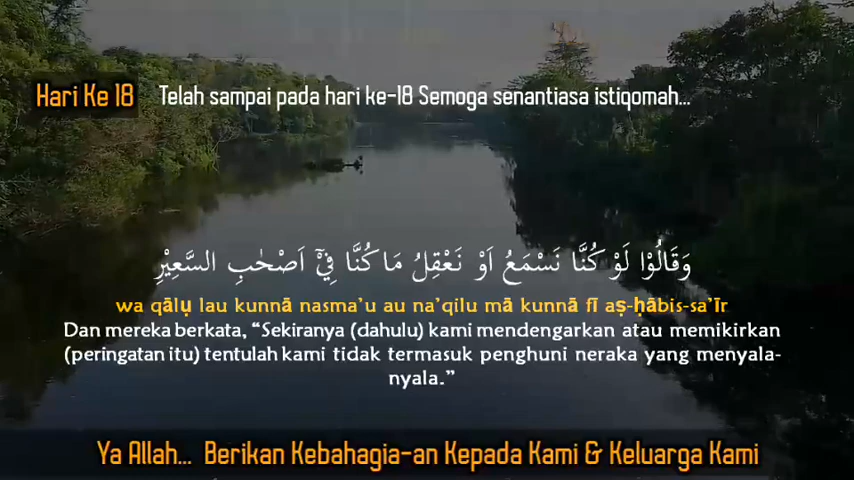 Hari Ke 18
Telah sampai pada hari ke-18 Semoga senantiasa istiqomah...
وَقَالُوْا لَوْ كُنَّا نَسْمَعُ اَوْ نَعْقِلُ مَا كُنَّا فِيْٓ اَصْحٰبِ السَّعِيْرِ
wa qālụ lau kunnā nasma'u au na'qilu mā kunnā fī aṣ-ḥābis-sa'īr
Dan mereka berkata, “Sekiranya (dahulu) kami mendengarkan atau memikirkan
(peringatan itu) tentulah kami tidak termasuk penghuni neraka yang menyala-
nyala.”
Ya Allah... Berikan Kebahagia-an Kepada Kami & Keluarga Kami